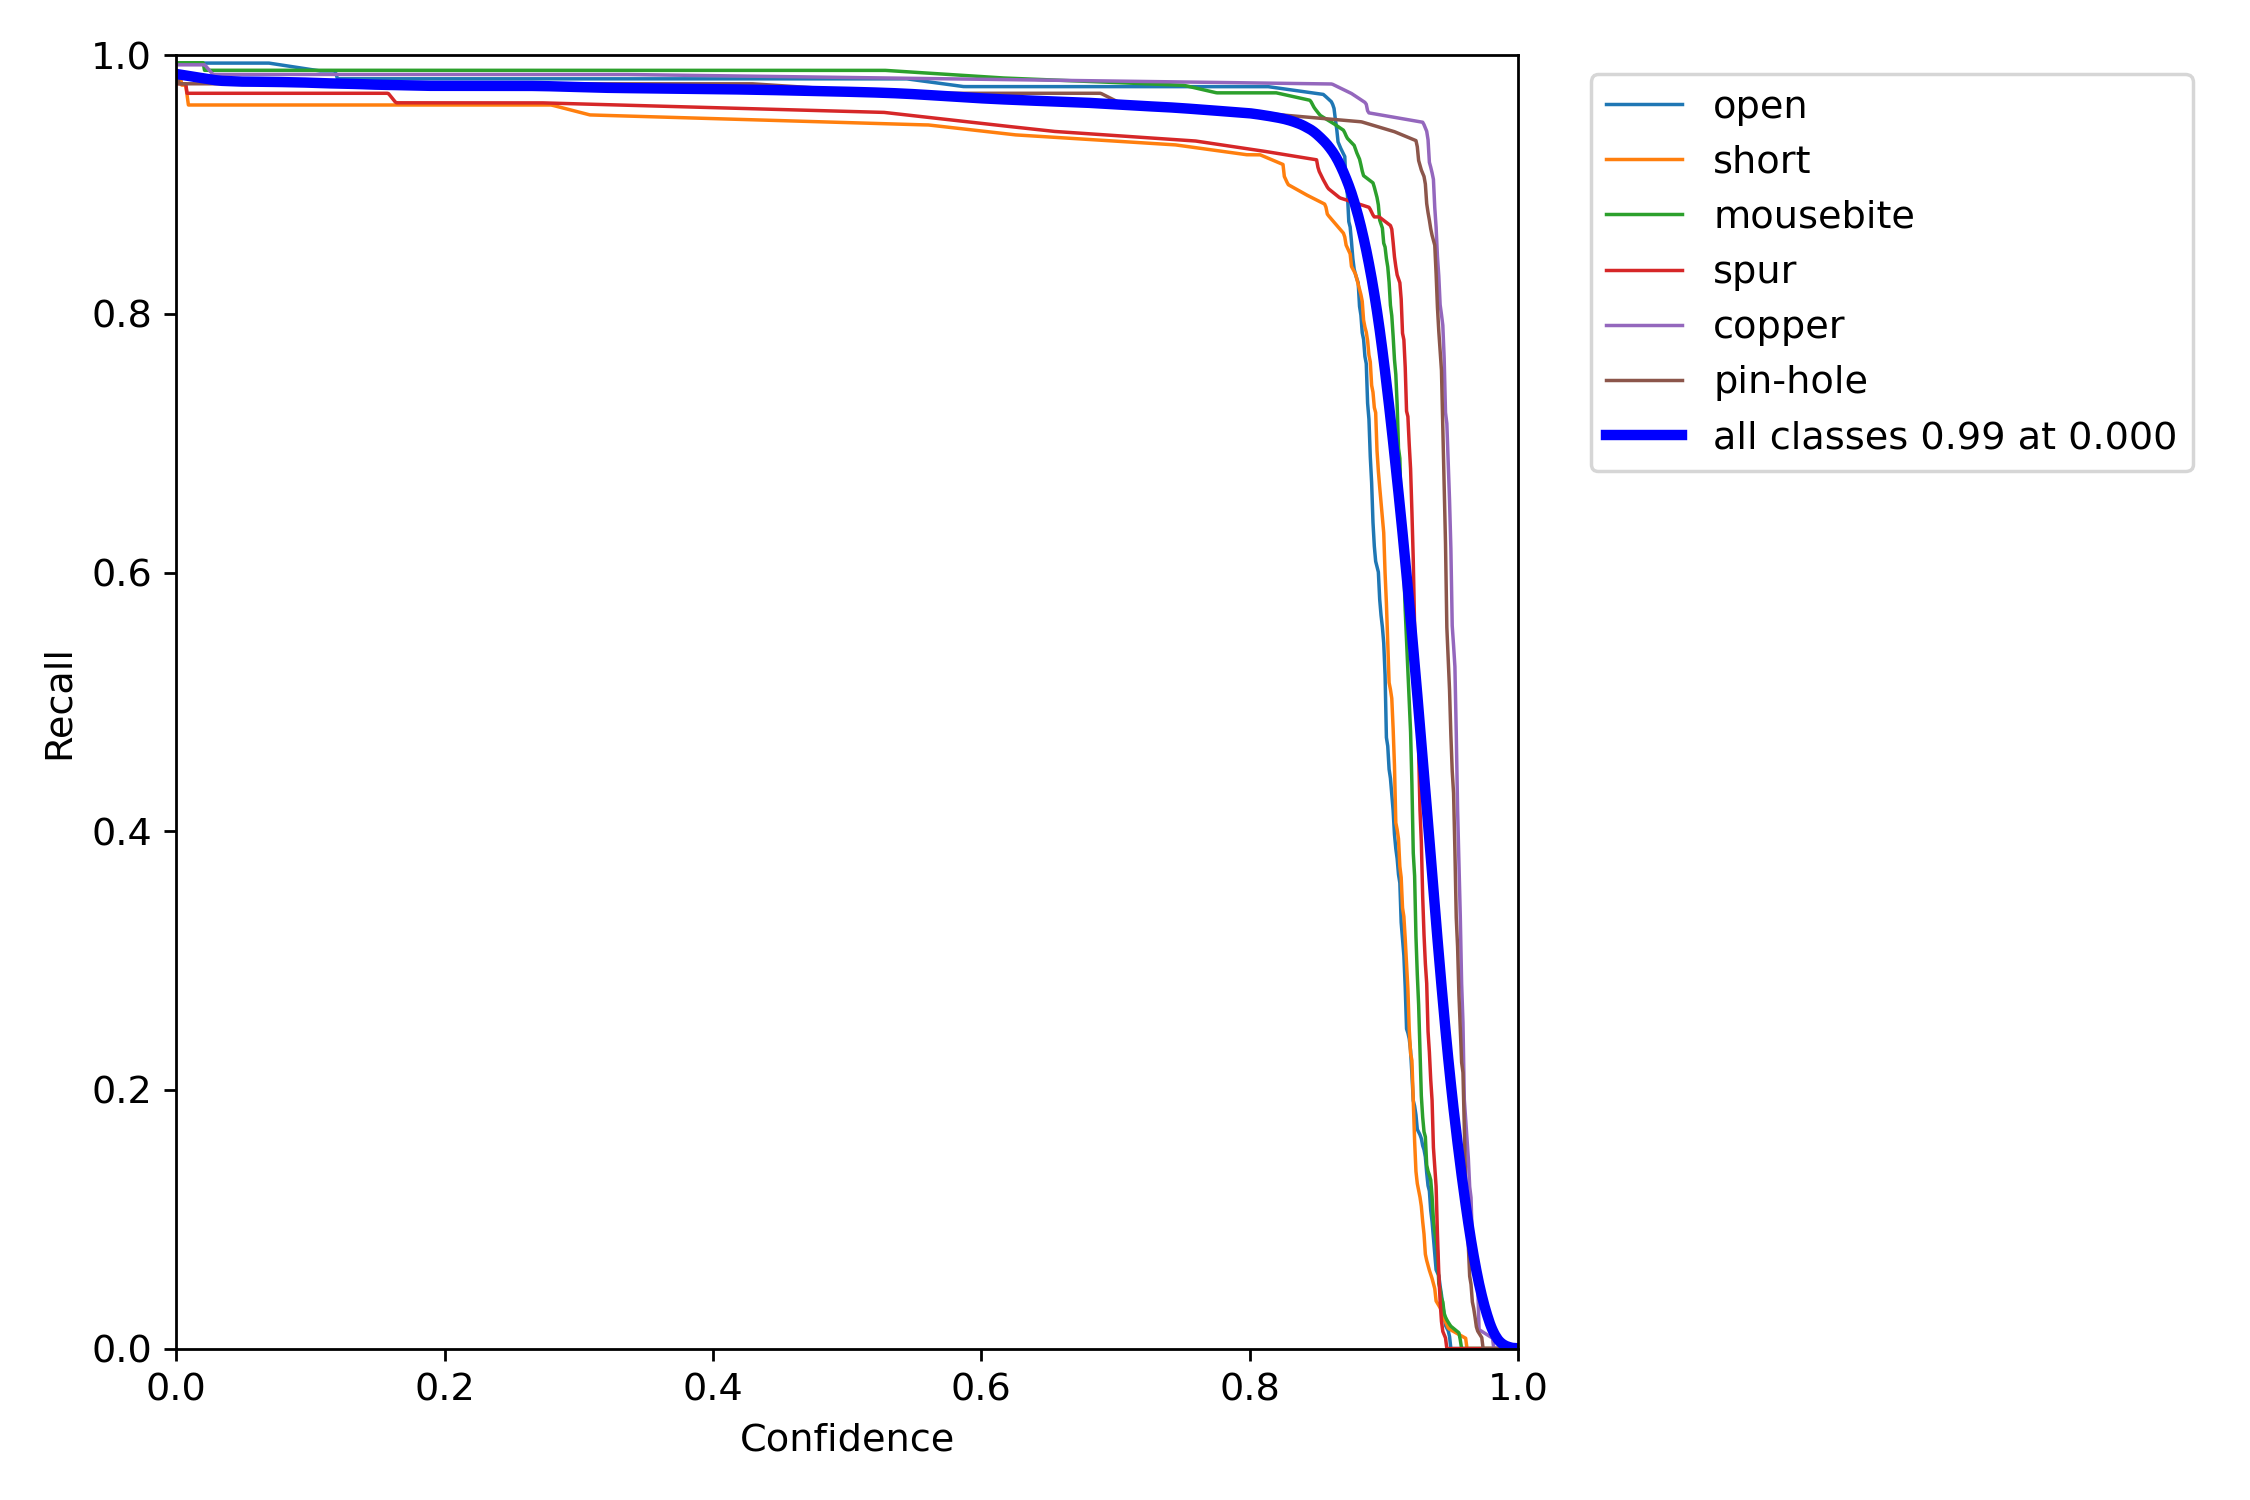 1.0
0.8
0.6
0.4
0.2
0.0
Recall
0.0 0.2 0.4 0.6 0.8 1.0
Confidence
open
short
mousebite
spur
copper
pin-hole
all classes 0.99 at 0.000